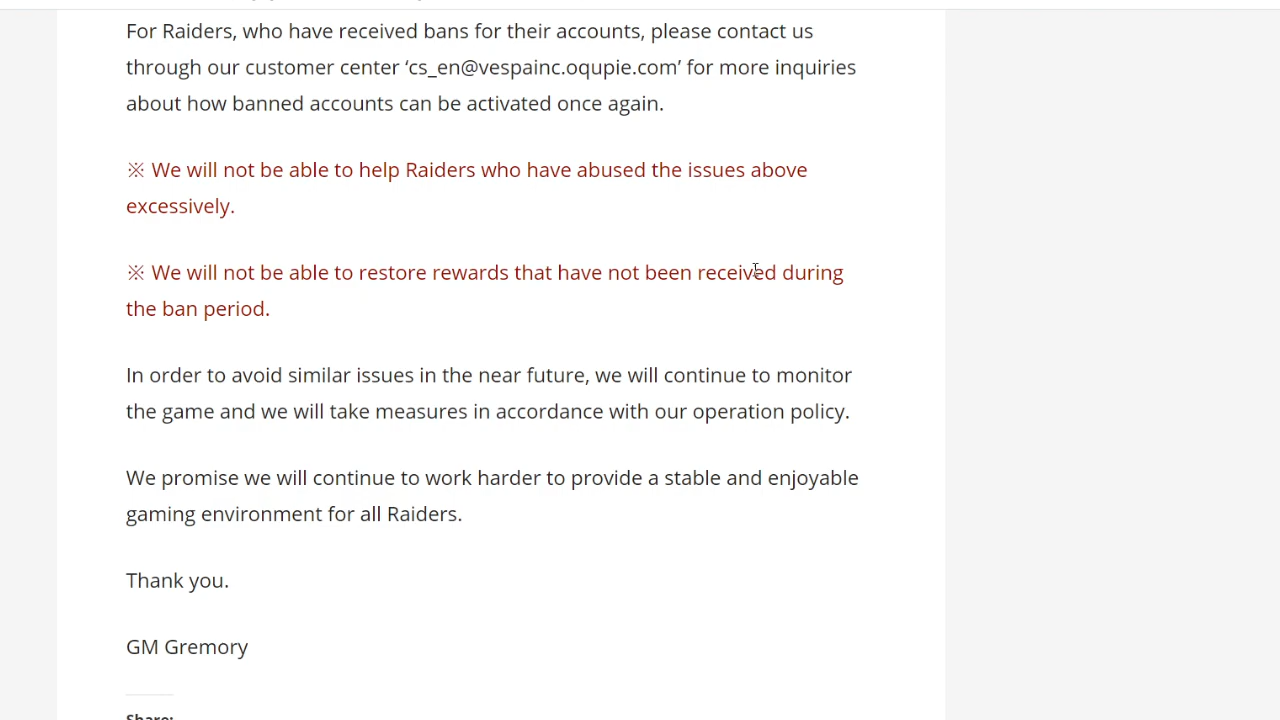 For Raiders, who have received bans for their accounts, please contact us
through our customer center ‘cs_en@vespainc.oqupie.com’ for more inquiries
about how banned accounts can be activated once again.
※ We will not be able to help Raiders who have abused the issues above
excessively.
※ We will not be able to restore rewards that have not been received during
the ban period.
In order to avoid similar issues in the near future, we will continue to monitor
the game and we will take measures in accordance with our operation policy.
We promise we will continue to work harder to provide a stable and enjoyable
gaming environment for all Raiders.
Thank you.
GM Gremory
Share: